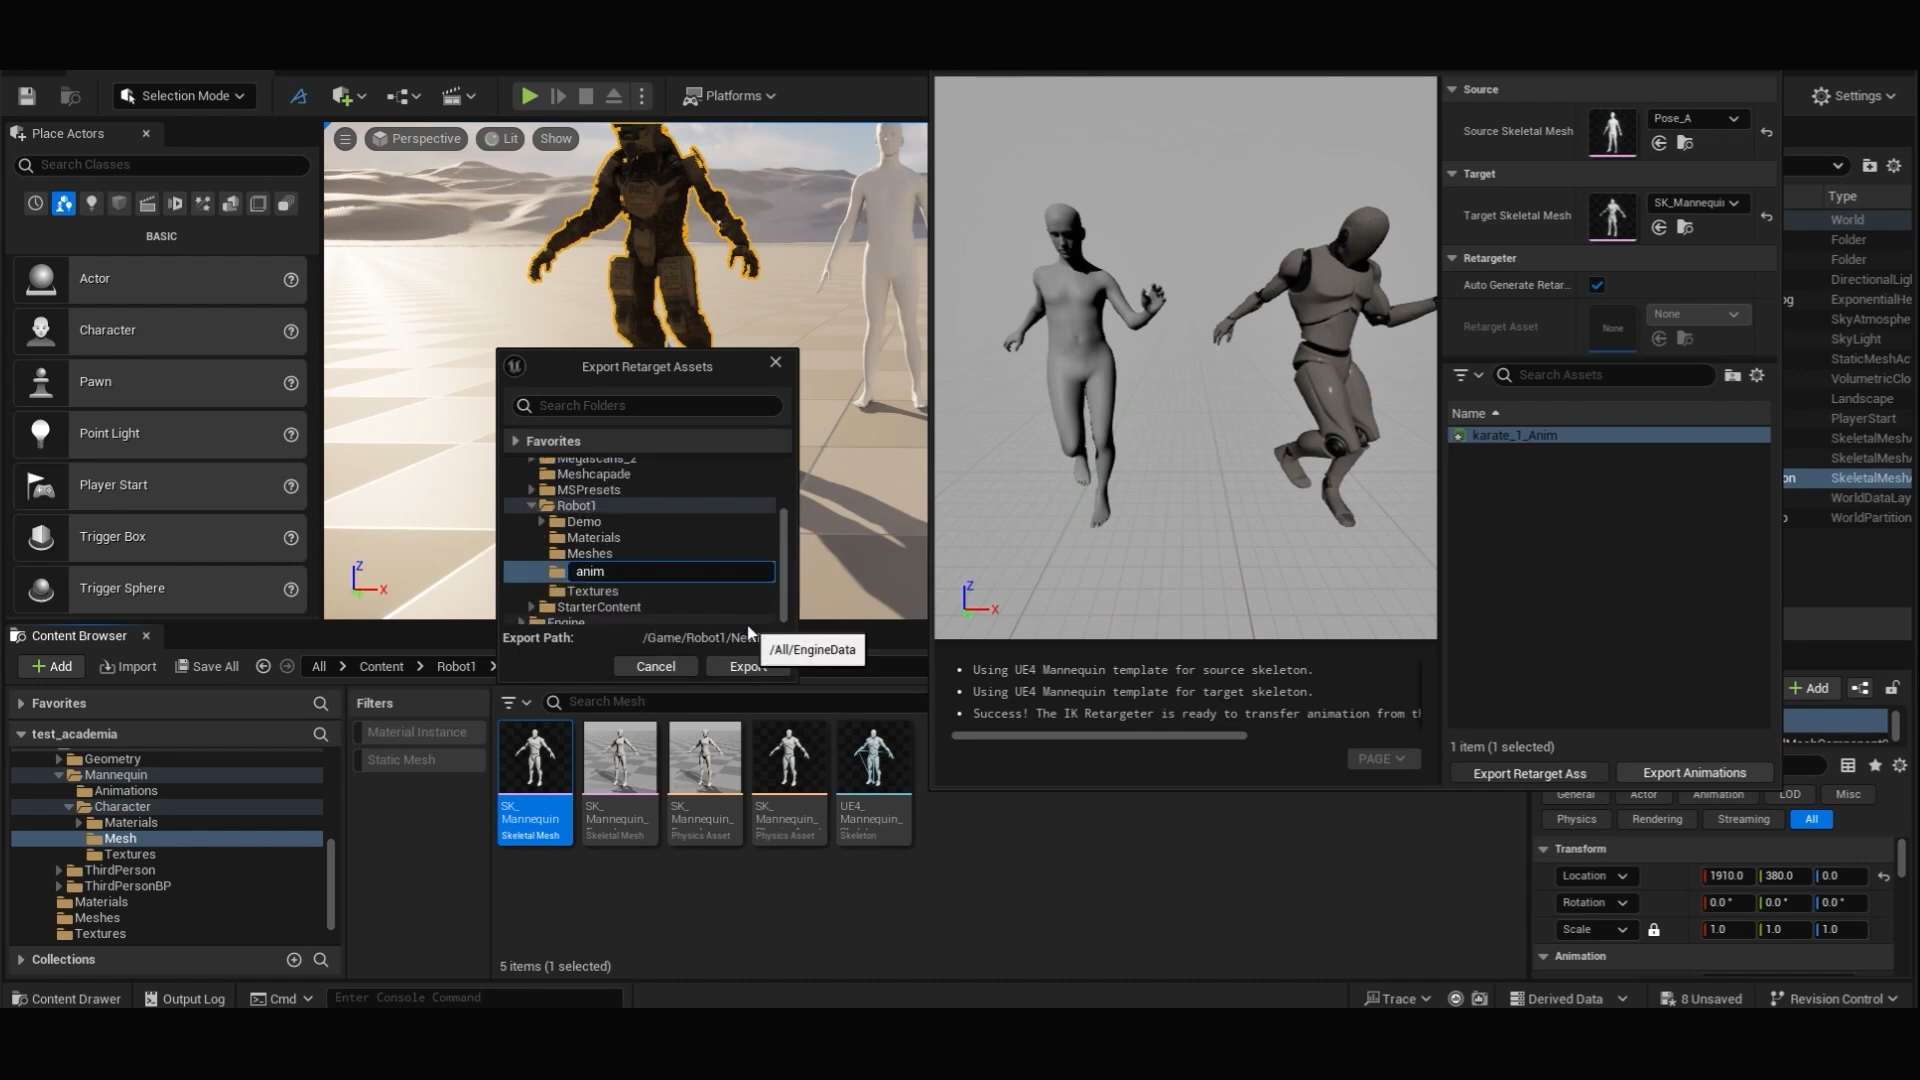 Selection Mode
Platforms
Settings
Place Actors
Search Classes
BASIC
Actor
Character
Pawn
Point Light
Player Start
Trigger Box
Trigger Sphere
Perspective
Lit
Show
Export Retarget Assets
Search Folders
Favorites
Megascans_2
Meshcapade
MSPresets
Robot1
Demo
Materials
Meshes
anim
Textures
StarterContent
Engine
Export Path:
/Game/Robot1/Ne
/All/EngineData
Cancel
Export
Using UE4 Mannequin template for source skeleton.
Using UE4 Mannequin template for target skeleton.
Success! The IK Retargeter is ready to transfer animation from th
PAGE
Source
Source Skeletal Mesh
Pose_A
Target
Target Skeletal Mesh
SK_Mannequi
Retargeter
Auto Generate Retar...
Retarget Asset
None
None
Search Assets
Name
karate_1_Anim
1 item (1 selected)
Export Retarget Ass
Export Animations
Type
World
Folder
Folder
DirectionalLig
ExponentialHe
SkyAtmosphe
SkyLight
StaticMeshAc
VolumetricClo
Landscape
PlayerStart
SkeletalMeshA
SkeletalMeshA
on SkeletalMeshA
WorldDataLay
WorldPartition
Add
General
Actor
Animation
LOD
Misc
Physics
Rendering
Streaming
All
Transform
Location
1910.0
380.0
0.0
Rotation
0.0 °
0.0 °
0.0 °
Scale
1.0
1.0
1.0
Animation
Content Browser
Add
Import
Save All
All
Content
Robot1
Favorites
test_academia
Geometry
Mannequin
Animations
Character
Materials
Mesh
Textures
ThirdPerson
ThirdPersonBP
Materials
Meshes
Textures
Collections
Filters
Material Instance
Static Mesh
Search Mesh
SK_
Mannequin
Skeletal Mesh
SK_
Mannequin_
Skeletal Mesh
SK_
Mannequin_
Physics Asset
SK_
Mannequin_
Physics Asset
UE4_
Mannequin_
Skeleton
5 items (1 selected)
Content Drawer
Output Log
Cmd
Enter Console Command
Trace
Derived Data
8 Unsaved
Revision Control